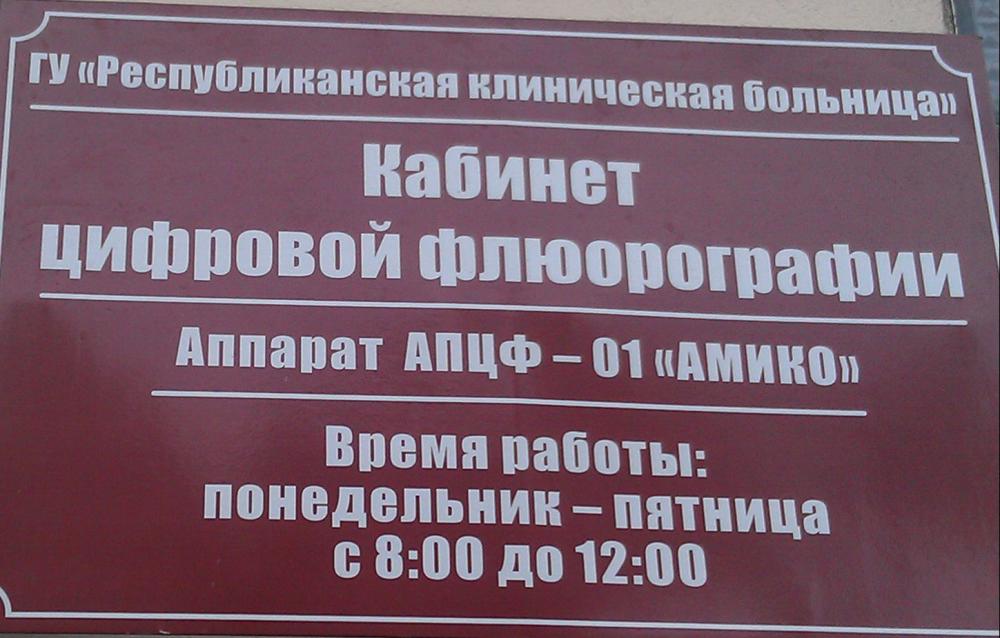 ГУ «Республиканская клиническая больница»
Кабинет
цифровой флюорографии
Аппарат АПЦФ – 01 «АМИКО»
Время работы:
понедельник – пятница
с 8:00 до 12:00